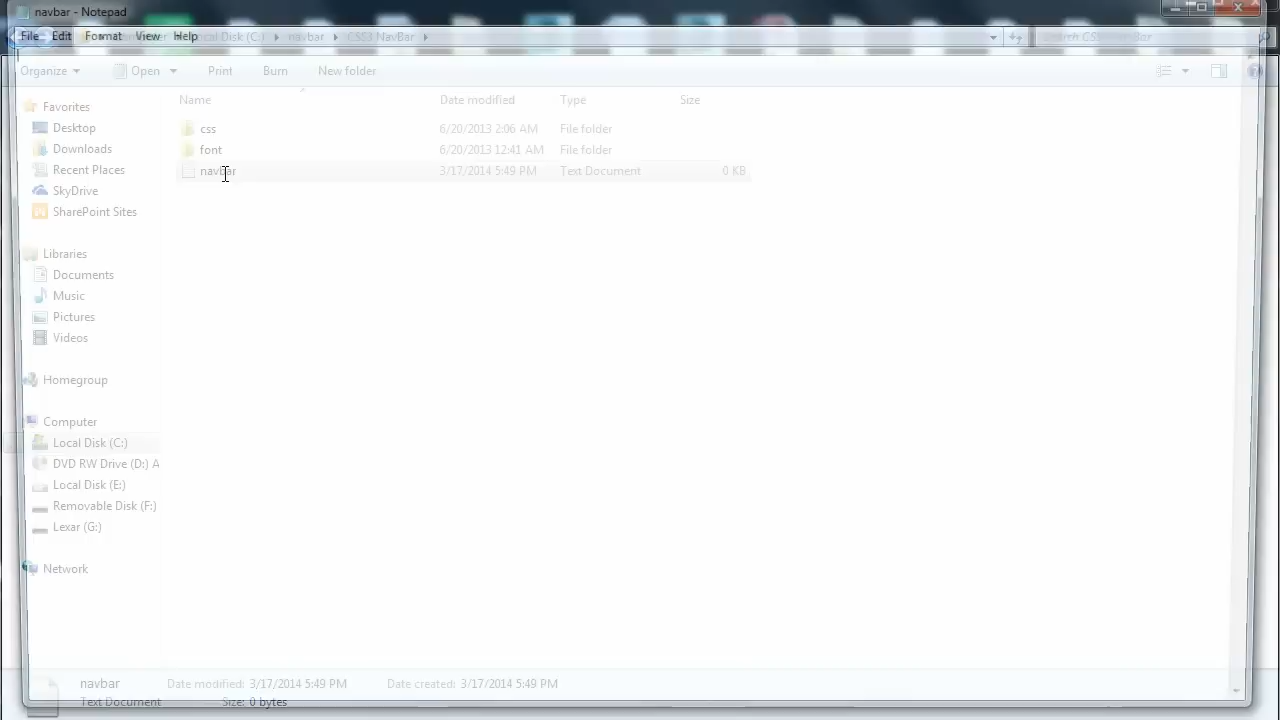 navbar - Notepad
File Edit Format View Help
Local Disk (C:) navbar CSS3 NavBar
Organize Open Print Burn New folder
Name Date modified Type Size
css 6/20/2013 2:06 AM File folder
font 6/20/2013 12:41 AM File folder
navbar 3/17/2014 5:49 PM Text Document 0 KB
Favorites
Desktop
Downloads
Recent Places
SkyDrive
SharePoint Sites
Libraries
Documents
Music
Pictures
Videos
Homegroup
Computer
Local Disk (C:)
DVD RW Drive (D:) A
Local Disk (E:)
Removable Disk (F:)
Lexar (G:)
Network
navbar Date modified: 3/17/2014 5:49 PM Date created: 3/17/2014 5:49 PM
Text Document Size: 0 bytes